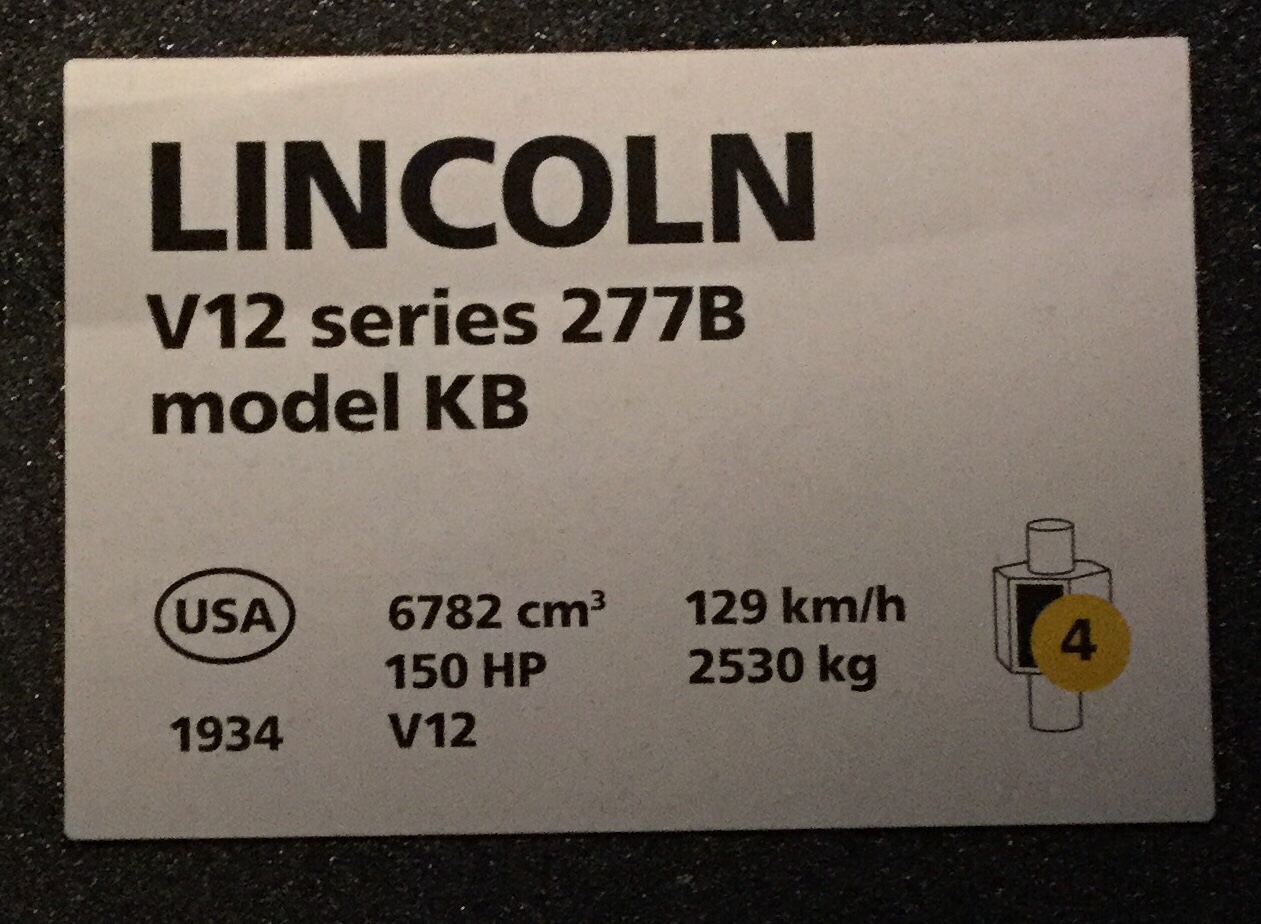 LINCOLN
V12 series 277B
model KB
USA
6782 cm³
129 km/h
150 HP
2530 kg
1934
V12
4